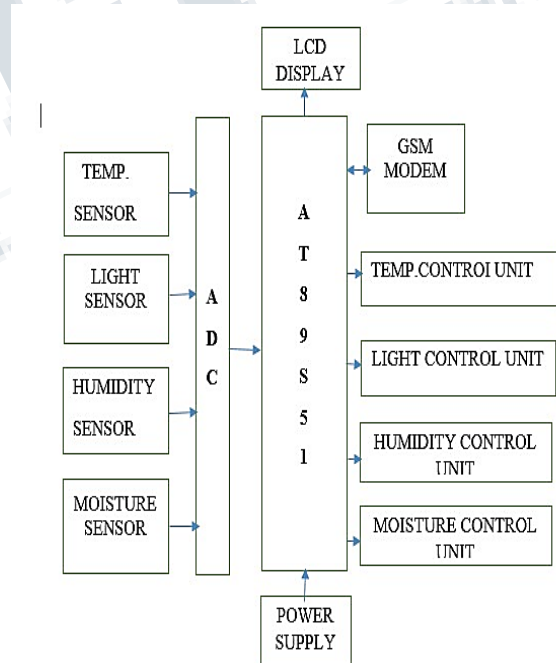 LCD
DISPLAY
GSM
MODEM
TEMP.
SENSOR
LIGHT
SENSOR
HUMIDITY
SENSOR
MOISTURE
SENSOR
A
D
C
A
T
8
9
S
5
1
TEMP.CONTROl UNIT
LIGHT CONTROL UNIT
HUMIDITY CONTROL
UNIT
MOISTURE CONTROL
UNIT
POWER
SUPPLY